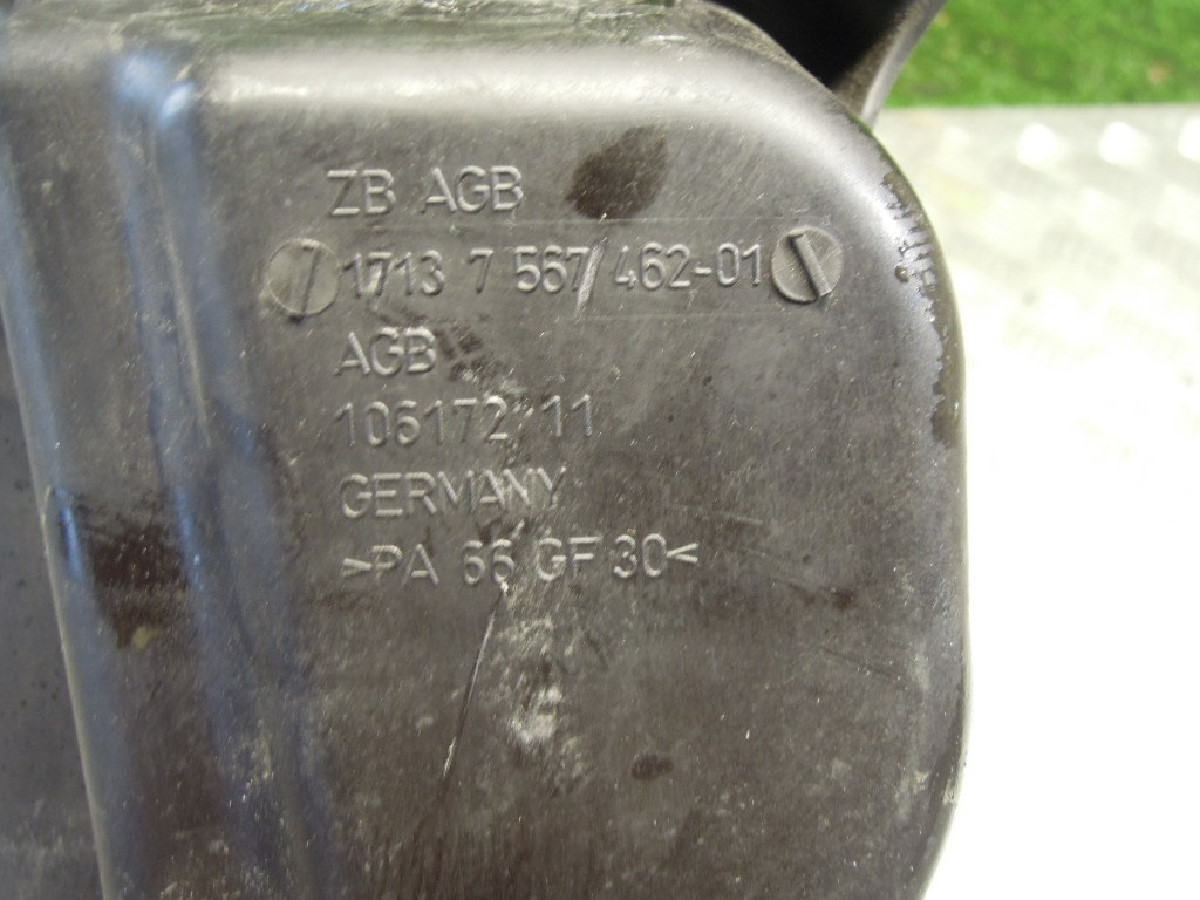 ZB AGB
1713 7 567 462-01
AGB
106172 11
GERMANY
>PA 66 GF 30<